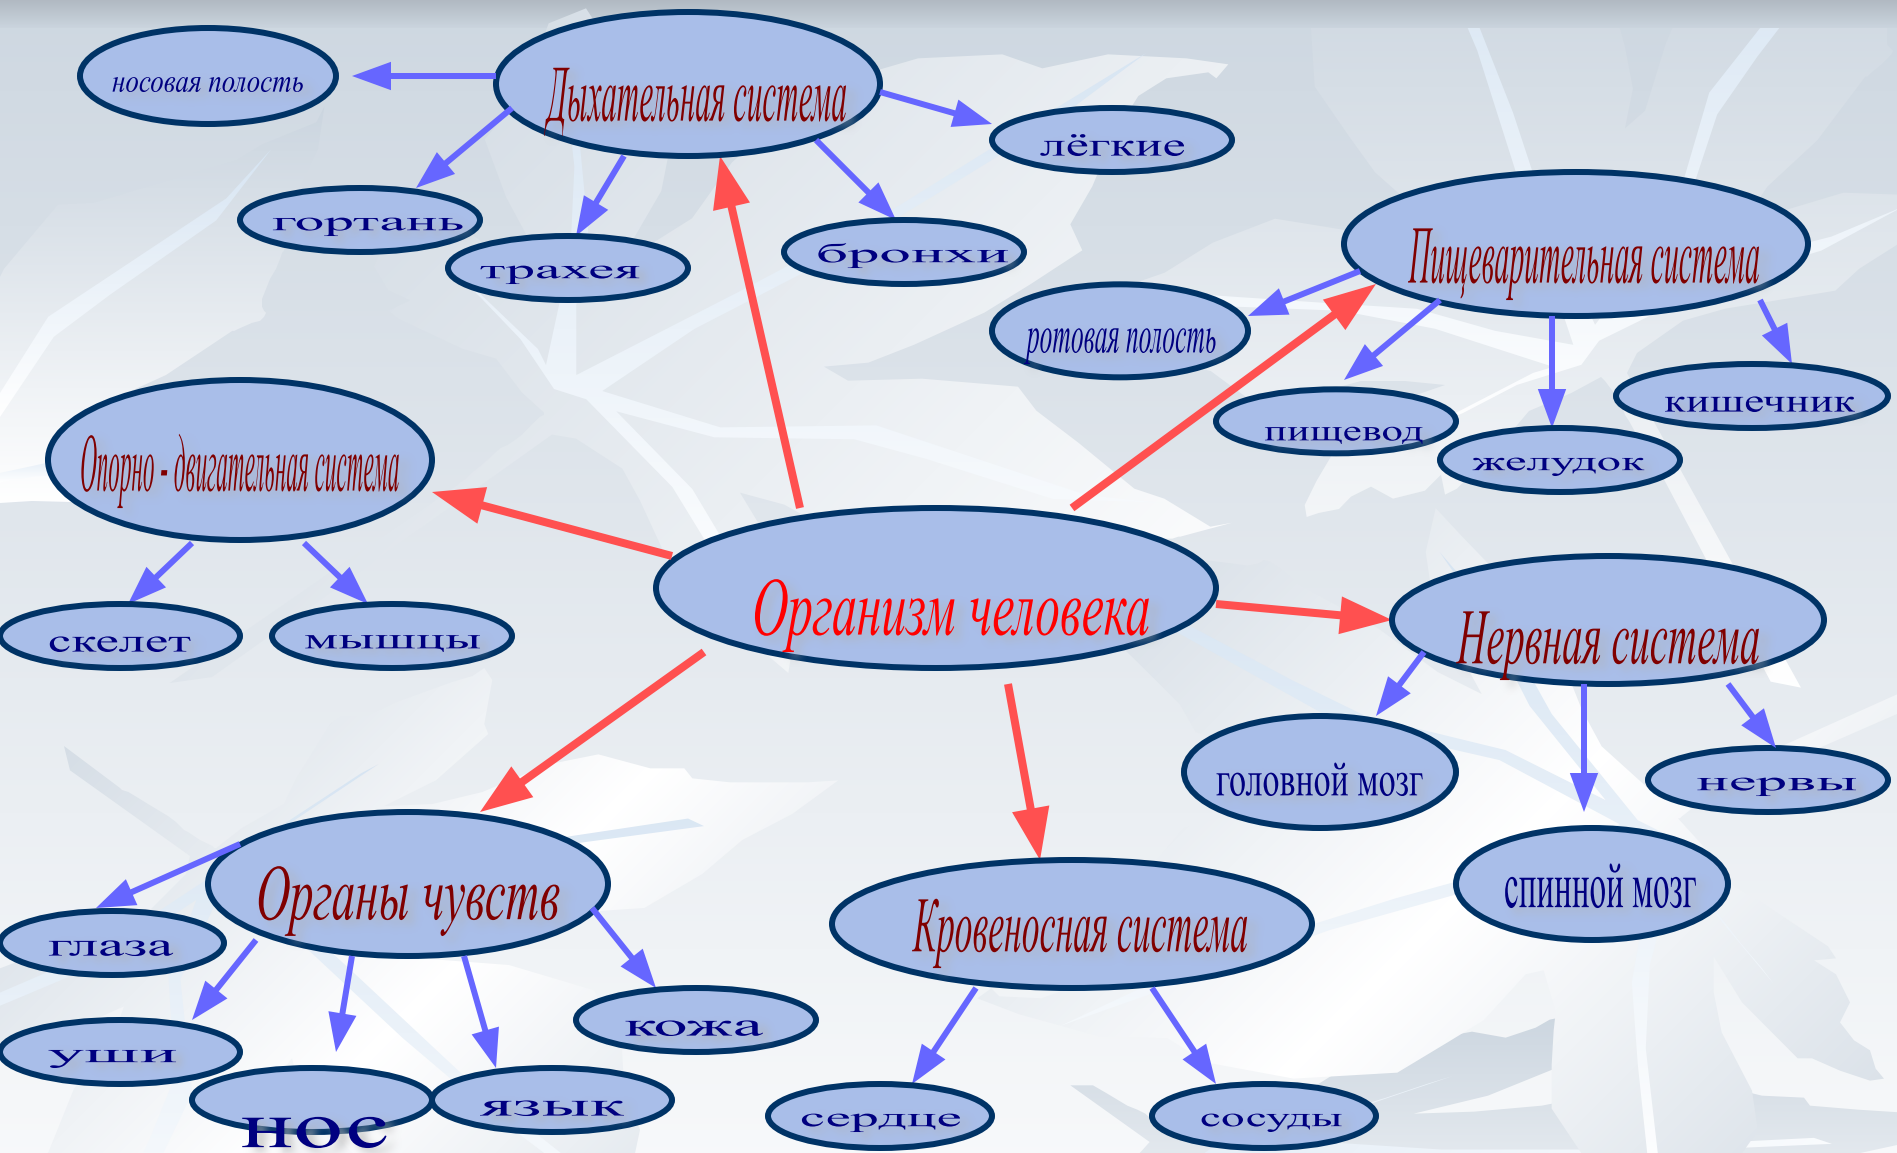 Дыхательная система
носовая полость
гортань
трахея
бронхи
лёгкие
Пищеварительная система
ротовая полость
пищевод
желудок
кишечник
Опорно - двигательная система
скелет
мышцы
Организм человека
Нервная система
головной мозг
спинной мозг
нервы
Органы чувств
глаза
уши
нос
язык
кожа
Кровеносная система
сердце
сосуды